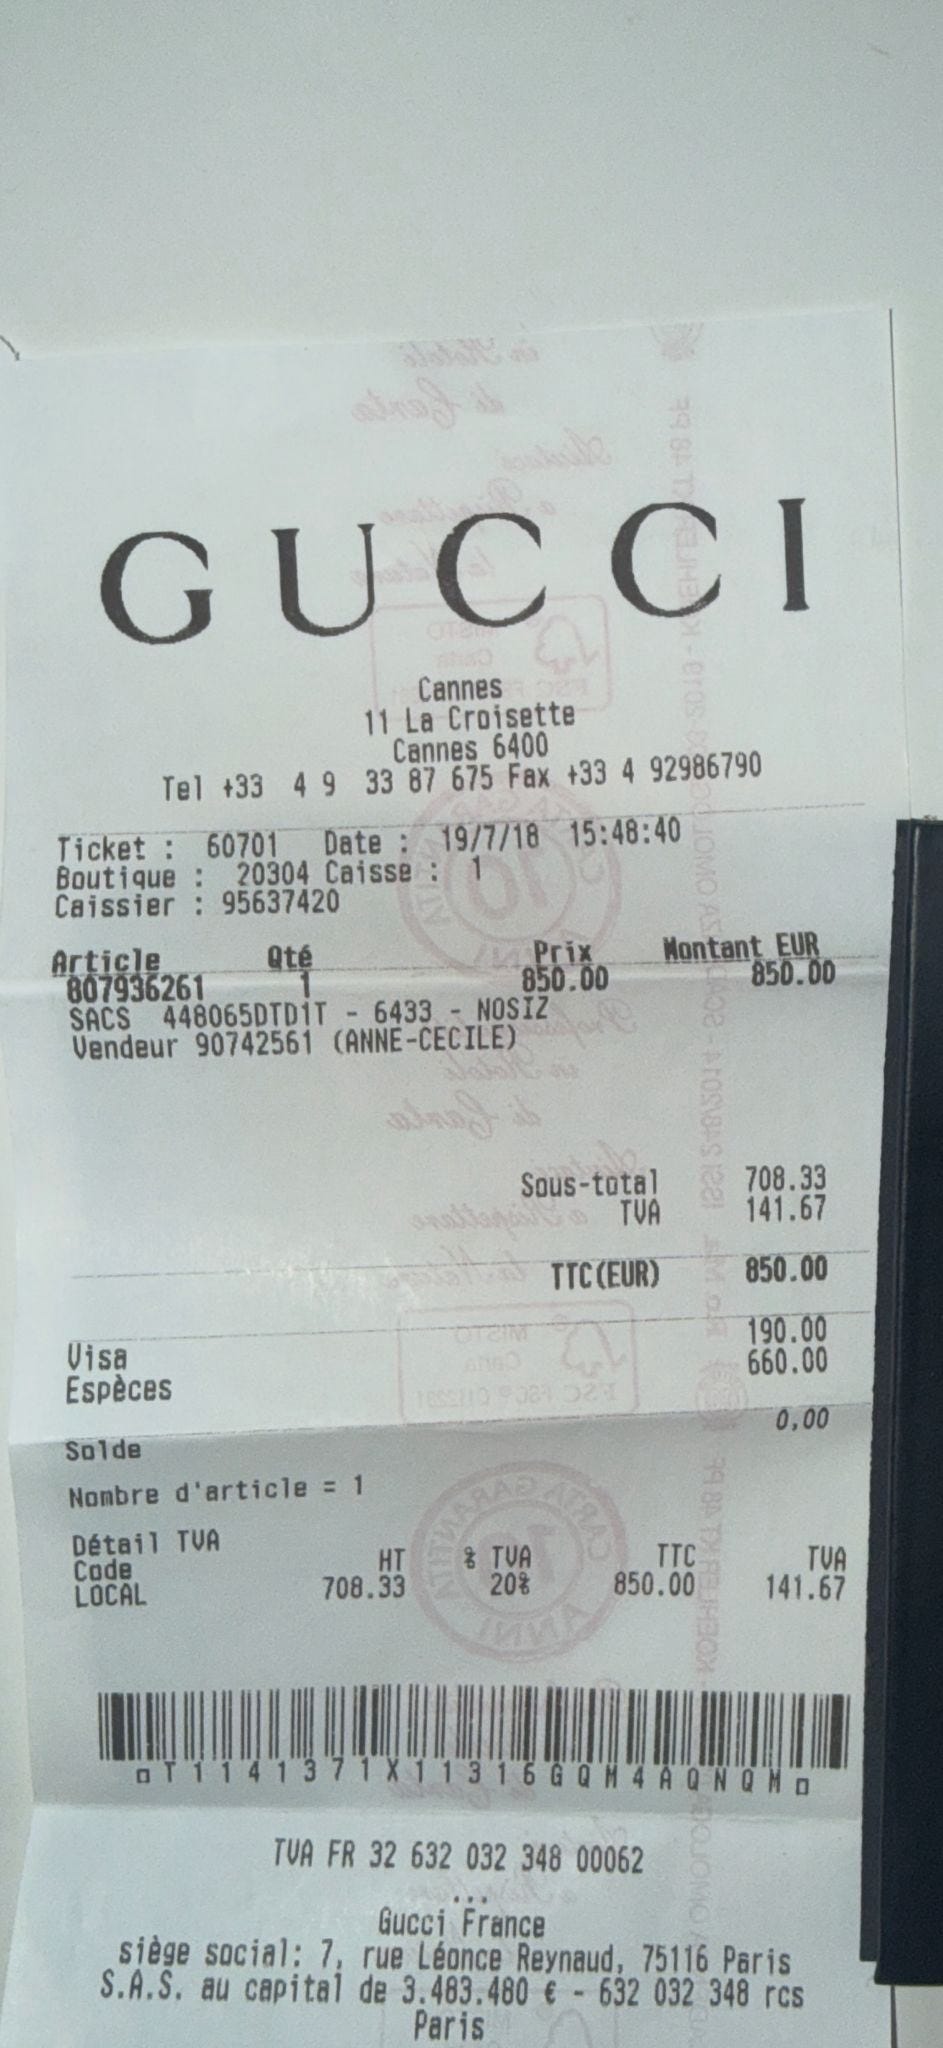 GUCCI
Cannes
11 La Croisette
Cannes 6400
Tel +33 4 9 33 87 675 Fax +33 4 92986790
Ticket : 60701 Date : 19/7/18 15:48:40
Boutique : 20304 Caisse : 1
Caissier : 95637420
Article Qté Prix Montant EUR
807936261 1 850.00 850.00
SACS 448065DTD1T - 6433 - NOSIZ
Vendeur 90742561 (ANNE-CECILE)
Sous-total 708.33
TVA 141.67
TTC(EUR) 850.00
Visa 190.00
Espèces 660.00
Solde 0,00
Nombre d'article = 1
Détail TVA
Code HT % TVA TTC TVA
LOCAL 708.33 20% 850.00 141.67
T1141371X11316GQM4AQNQM
TVA FR 32 632 032 348 00062
...
Gucci France
siège social: 7, rue Léonce Reynaud, 75116 Paris
S.A.S. au capital de 3.483.480 € - 632 032 348 rcs
Paris